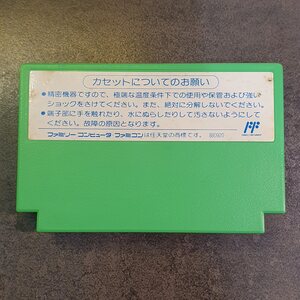 カセットについてのお願い
●精密機器ですので、極端な温度条件下での使用や保管および強い
ショックをさけてください。また、絶対に分解しないでください。
●端子部に手を触れたり、水にぬらしたりして汚さないようにして
ください。故障の原因となります。
ファミリーコンピュータ・ファミコンは任天堂の商標です。